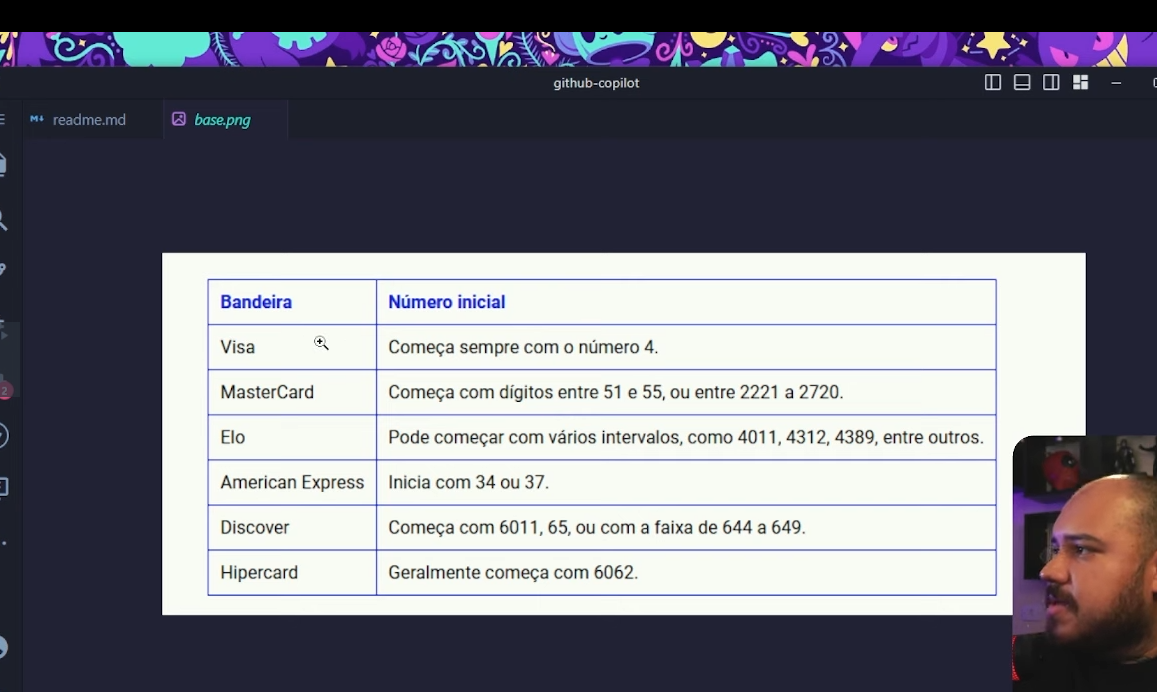 github-copilot
readme.md
base.png
Bandeira
Número inicial
Visa
Começa sempre com o número 4.
MasterCard
Começa com dígitos entre 51 e 55, ou entre 2221 a 2720.
Elo
Pode começar com vários intervalos, como 4011, 4312, 4389, entre outros.
American Express
Inicia com 34 ou 37.
Discover
Começa com 6011, 65, ou com a faixa de 644 a 649.
Hipercard
Geralmente começa com 6062.
2